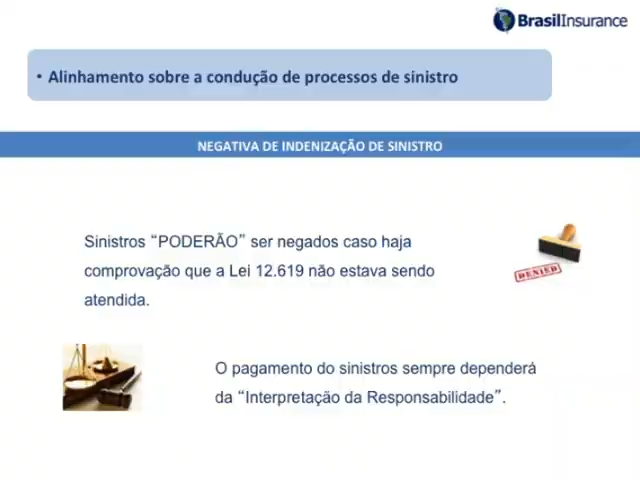 BrasilInsurance
• Alinhamento sobre a condução de processos de sinistro
NEGATIVA DE INDENIZAÇÃO DE SINISTRO
Sinistros “PODERÃO” ser negados caso haja
comprovação que a Lei 12.619 não estava sendo
atendida.
DENIED
O pagamento do sinistros sempre dependerá
da “Interpretação da Responsabilidade”.